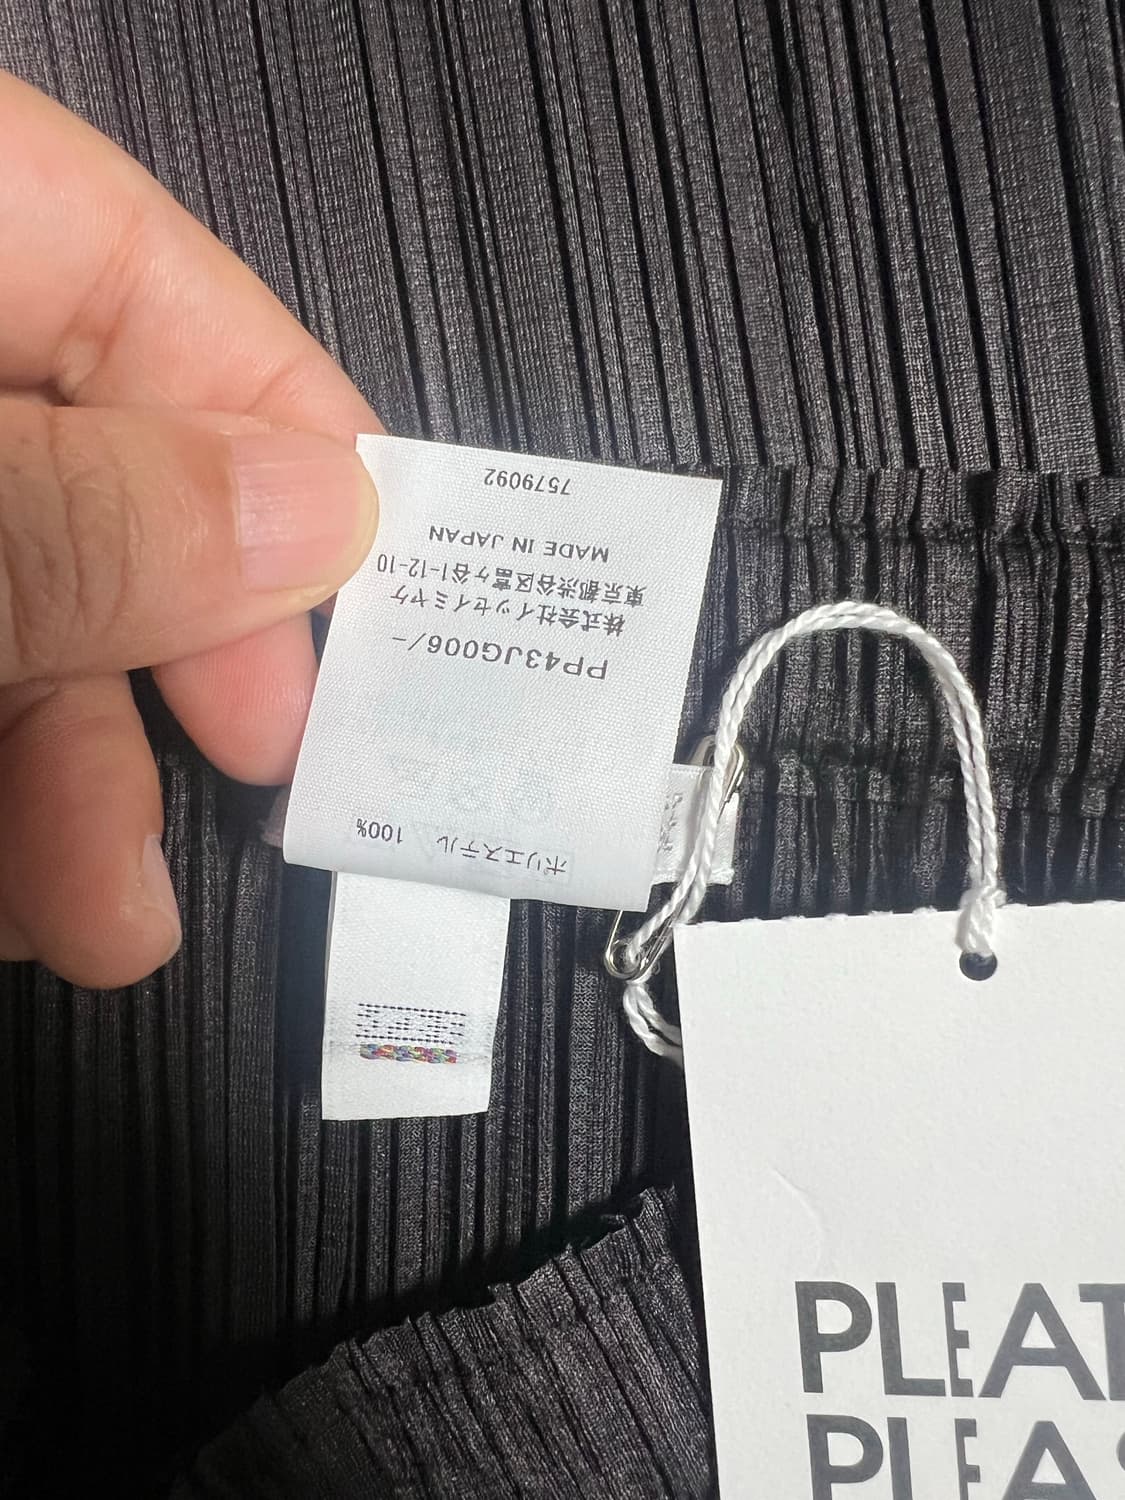 ポリエステル 100%
PP43JG006/-
株式会社イッセイミヤケ
東京都渋谷区富ヶ谷1-12-10
MADE IN JAPAN
7579092
PLEAT
PLEAS